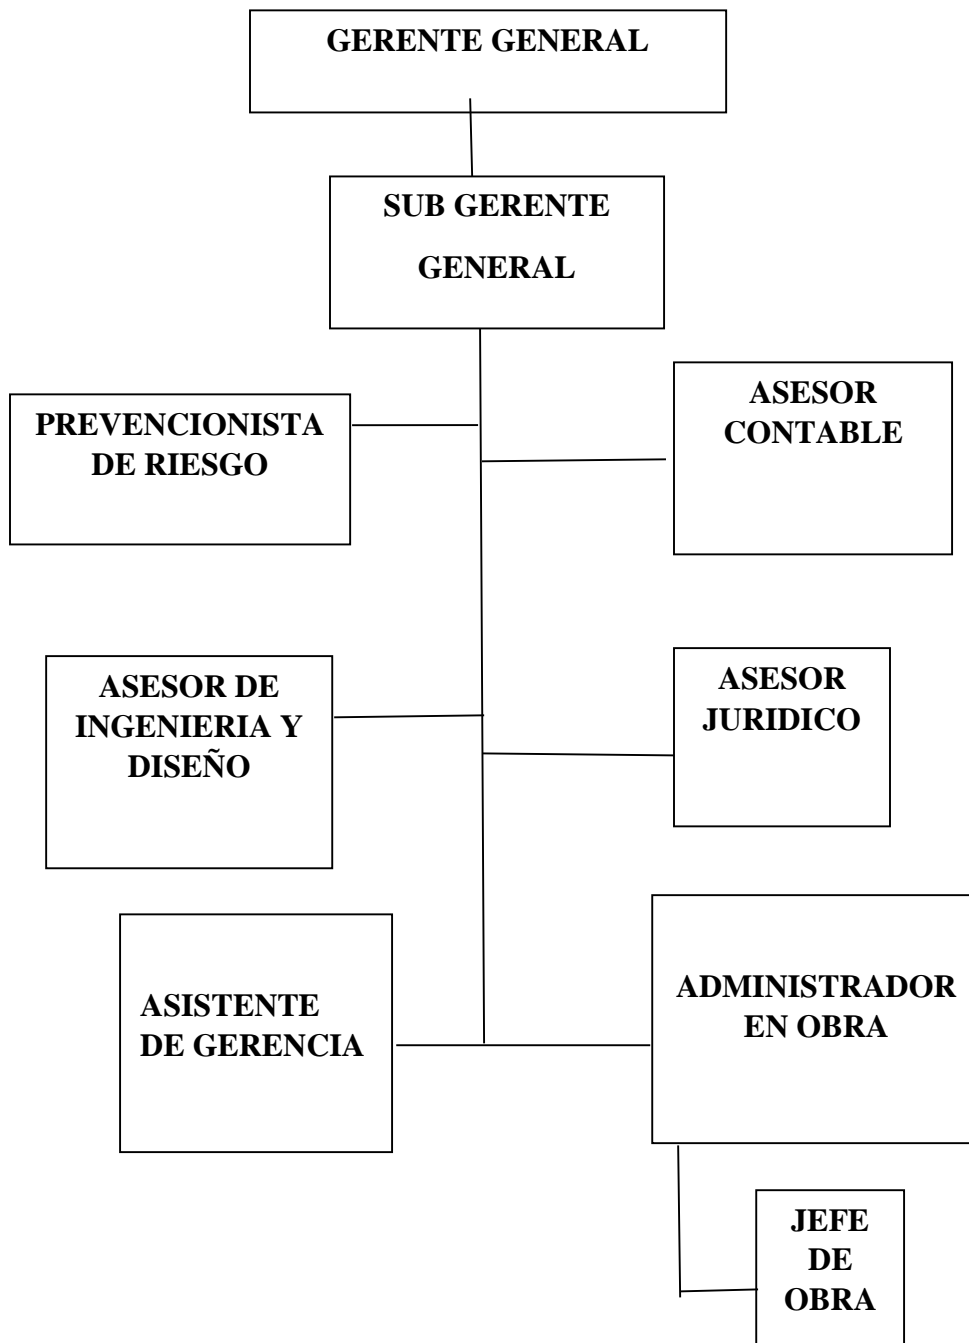 GERENTE GENERAL
SUB GERENTE
GENERAL
PREVENCIONISTA
DE RIESGO
ASESOR
CONTABLE
ASESOR DE
INGENIERIA Y
DISEÑO
ASESOR
JURIDICO
ASISTENTE
DE GERENCIA
ADMINISTRADOR
EN OBRA
JEFE
DE
OBRA